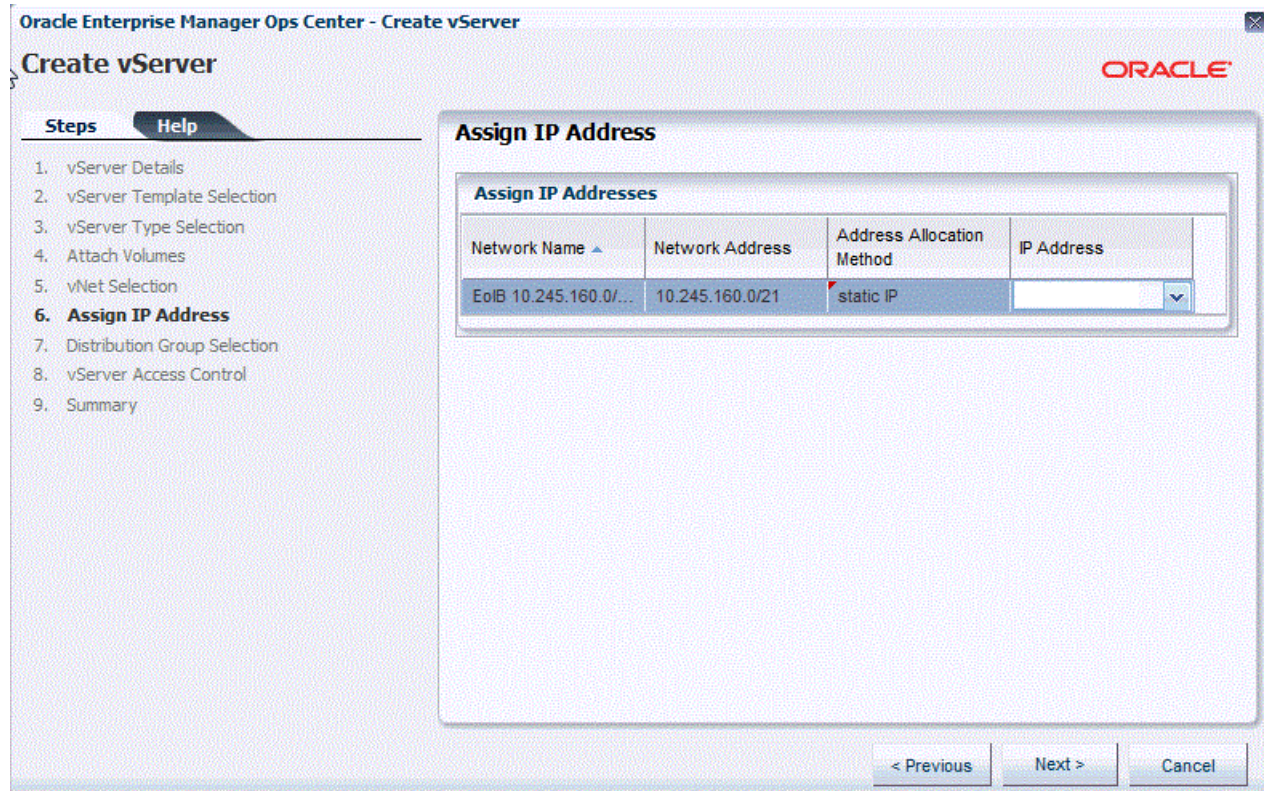 Oracle Enterprise Manager Ops Center - Create vServer
Create vServer
ORACLE
Steps
Help
1. vServer Details
2. vServer Template Selection
3. vServer Type Selection
4. Attach Volumes
5. vNet Selection
6. Assign IP Address
7. Distribution Group Selection
8. vServer Access Control
9. Summary
Assign IP Address
Assign IP Addresses
Network Name
Network Address
Address Allocation
Method
IP Address
EoIB 10.245.160.0/...
10.245.160.0/21
static IP
< Previous
Next >
Cancel